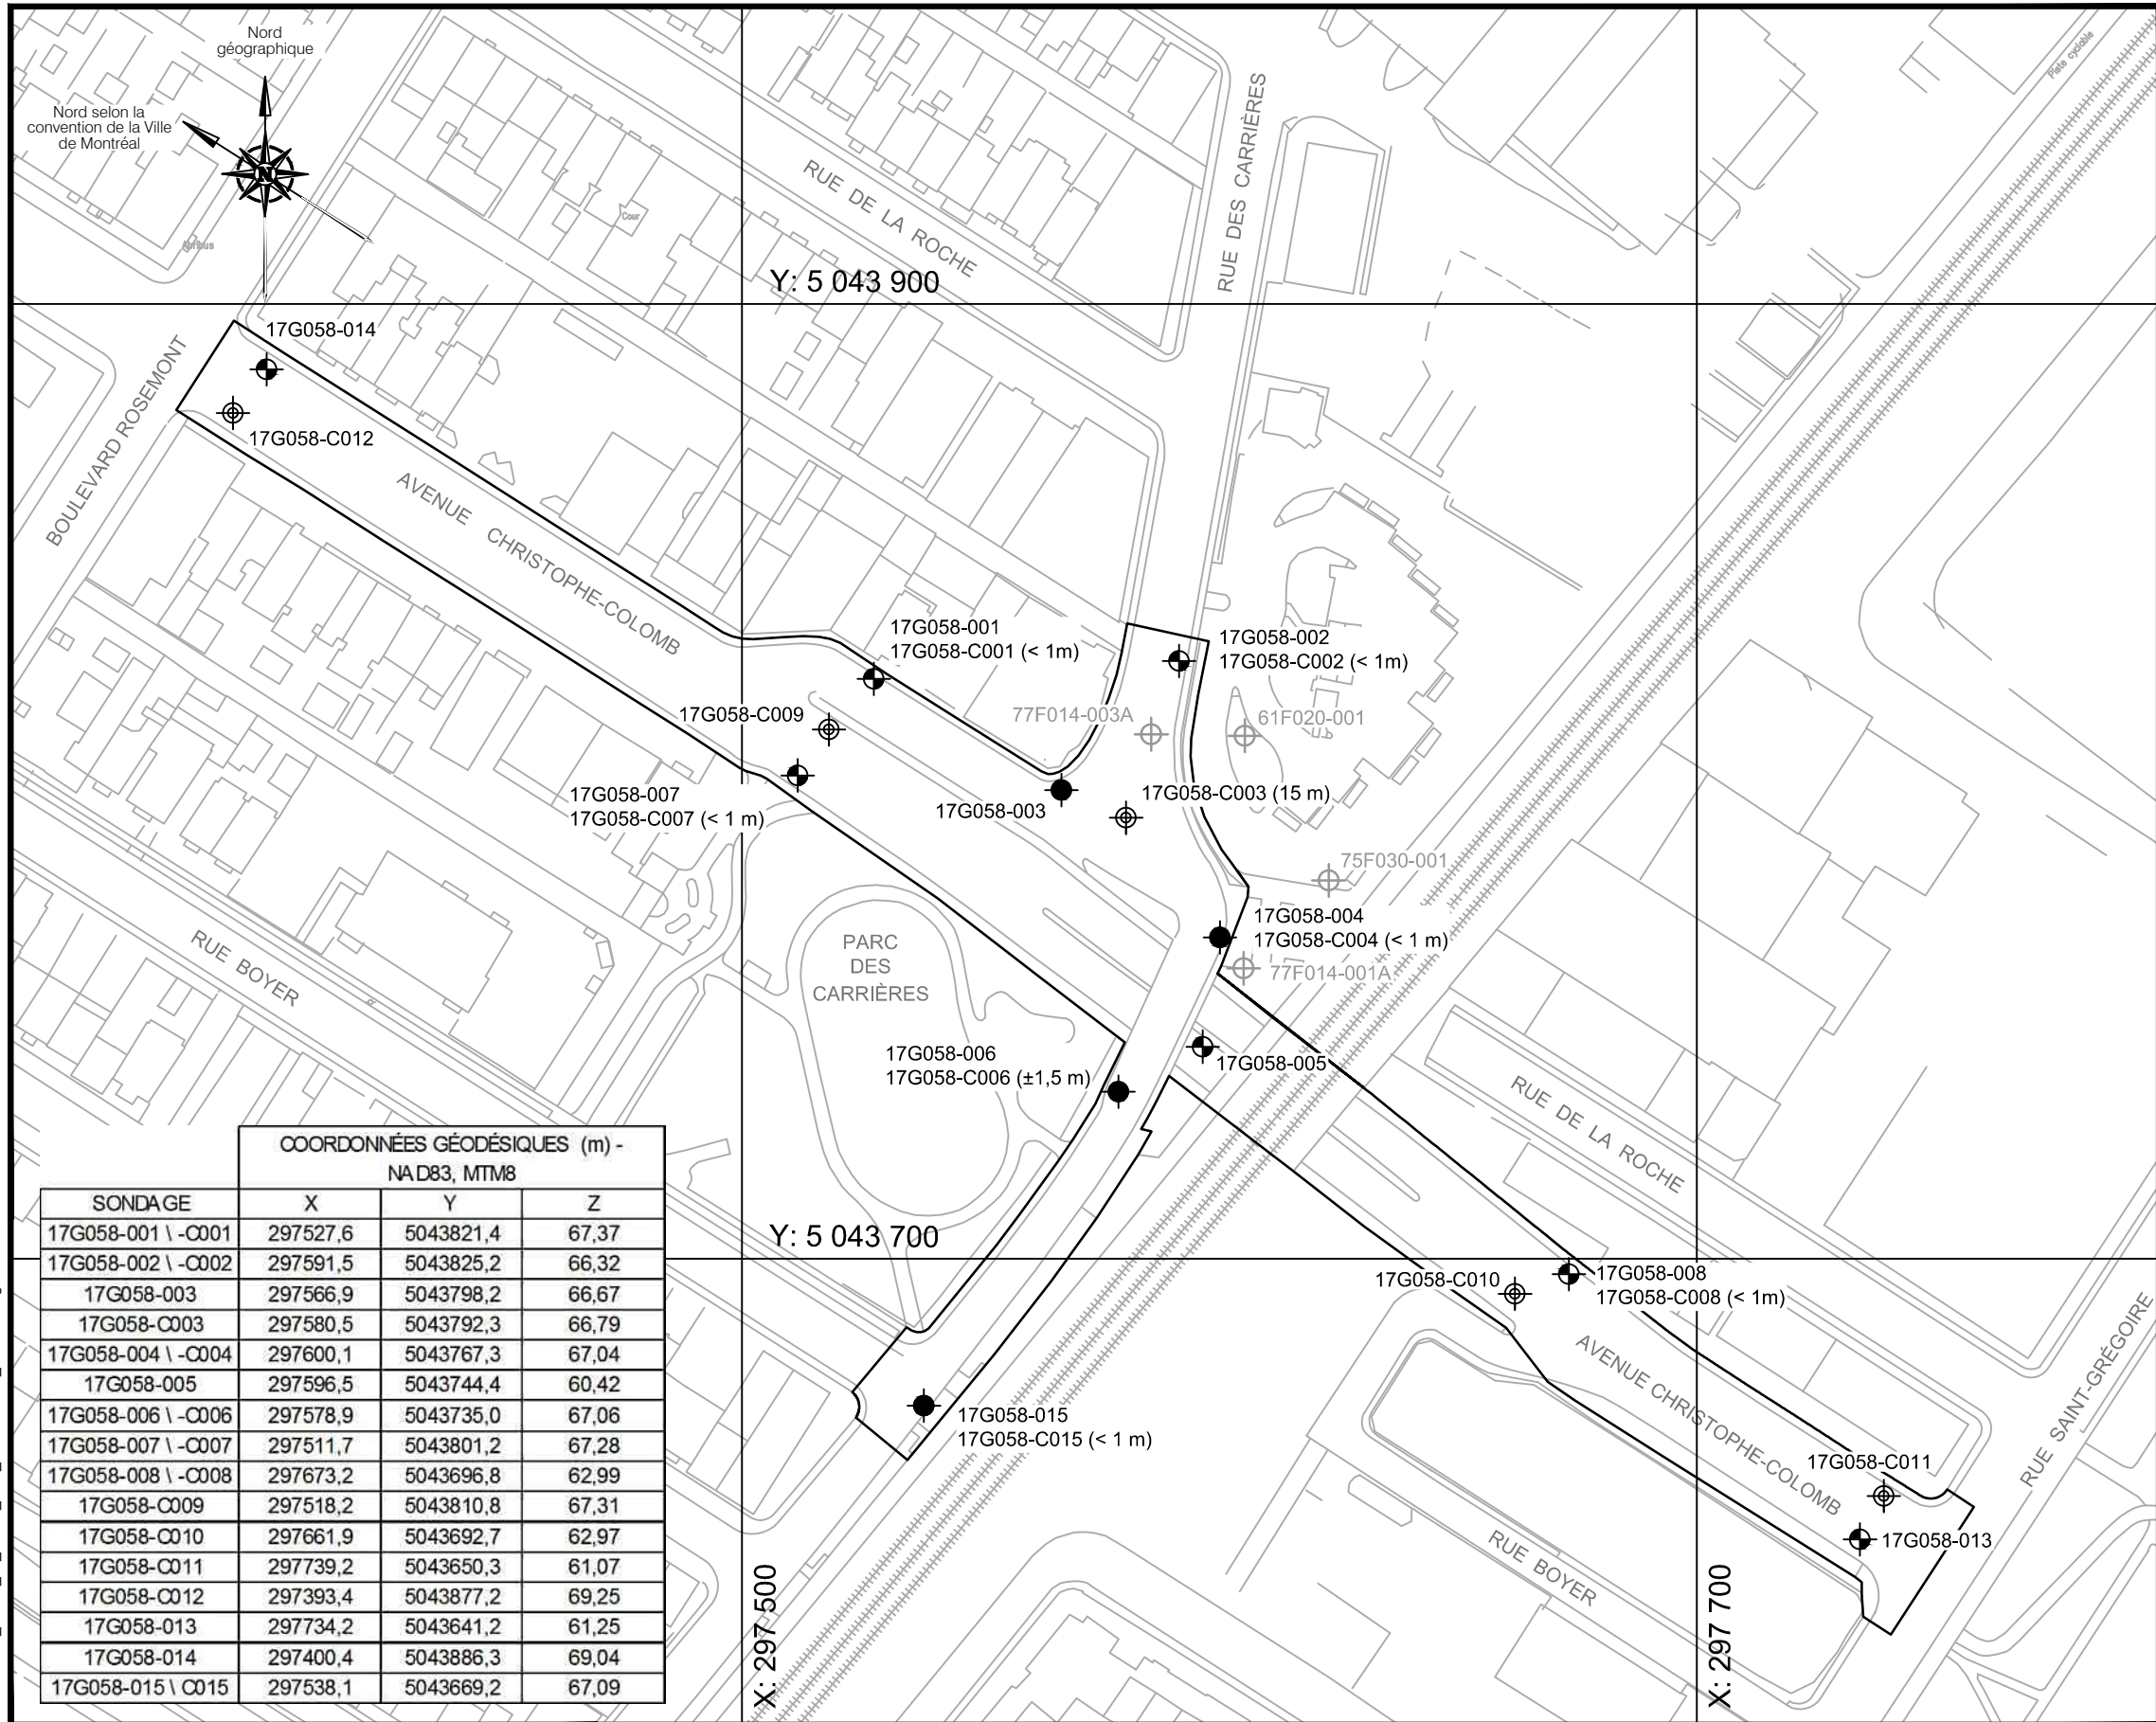 Nord
géographique
Nord selon la
convention de la Ville
de Montréal
N
Piste cyclable
Abribus
Cour
RUE DE LA ROCHE
RUE DES CARRIÈRES
Y: 5 043 900
17G058-014
BOULEVARD ROSEMONT
17G058-C012
AVENUE CHRISTOPHE-COLOMB
17G058-001
17G058-C001 (< 1m)
17G058-002
17G058-C002 (< 1m)
17G058-C009
77F014-003A
61F020-001
17G058-007
17G058-C007 (< 1 m)
17G058-003
17G058-C003 (15 m)
75F030-001
17G058-004
17G058-C004 (< 1 m)
77F014-001A
RUE BOYER
PARC
DES
CARRIÈRES
17G058-006
17G058-C006 (±1,5 m)
17G058-005
RUE DE LA ROCHE
Y: 5 043 700
17G058-C010
17G058-008
17G058-C008 (< 1m)
AVENUE CHRISTOPHE-COLOMB
RUE SAINT-GRÉGOIRE
17G058-015
17G058-C015 (< 1 m)
17G058-C011
17G058-013
RUE BOYER
X: 297 500
X: 297 700
COORDONNÉES GÉODÉSIQUES (m) -
NAD83, MTM8
SONDAGE X Y Z
17G058-001 \ -C001 297527,6 5043821,4 67,37
17G058-002 \ -C002 297591,5 5043825,2 66,32
17G058-003 297566,9 5043798,2 66,67
17G058-C003 297580,5 5043792,3 66,79
17G058-004 \ -C004 297600,1 5043767,3 67,04
17G058-005 297596,5 5043744,4 60,42
17G058-006 \ -C006 297578,9 5043735,0 67,06
17G058-007 \ -C007 297511,7 5043801,2 67,28
17G058-008 \ -C008 297673,2 5043696,8 62,99
17G058-C009 297518,2 5043810,8 67,31
17G058-C010 297661,9 5043692,7 62,97
17G058-C011 297739,2 5043650,3 61,07
17G058-C012 297393,4 5043877,2 69,25
17G058-013 297734,2 5043641,2 61,25
17G058-014 297400,4 5043886,3 69,04
17G058-015 \ C015 297538,1 5043669,2 67,09